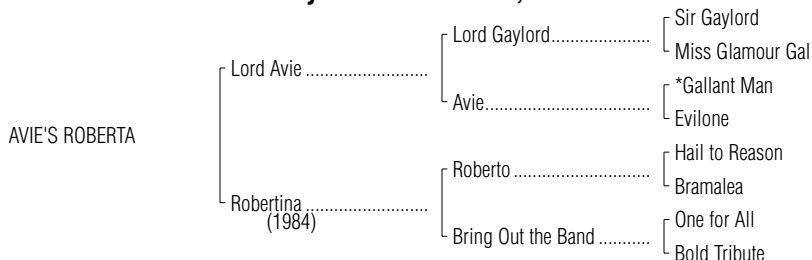 Sir Gaylord
Lord Gaylord......................
Miss Glamour Gal
Lord Avie ...........................
*Gallant Man
Avie.....................................
Evilone
AVIE'S ROBERTA
Hail to Reason
Roberto ..............................
Bramalea
Robertina ...........................
(1984)
One for All
Bring Out the Band ...........
Bold Tribute